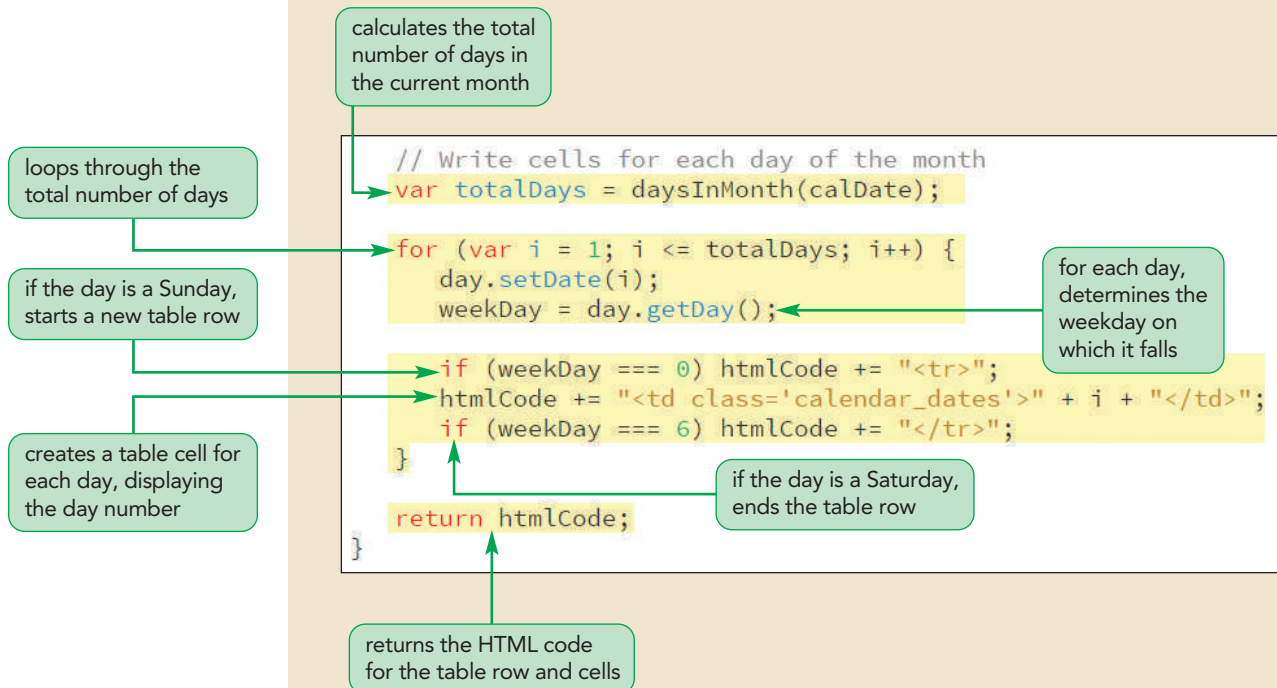 calculates the total
number of days in
the current month
loops through the
total number of days
if the day is a Sunday,
starts a new table row
creates a table cell for
each day, displaying
the day number
// Write cells for each day of the month
var totalDays = daysInMonth(calDate);
for (var i = 1; i <= totalDays; i++) {
day.setDate(i);
weekDay = day.getDay();
for each day,
determines the
weekday on
which it falls
if (weekDay === 0) htmlCode += "<tr>";
htmlCode += "<td class='calendar_dates'>" + i + "</td>";
if (weekDay === 6) htmlCode += "</tr>";
}
if the day is a Saturday,
ends the table row
return htmlCode;
}
returns the HTML code
for the table row and cells